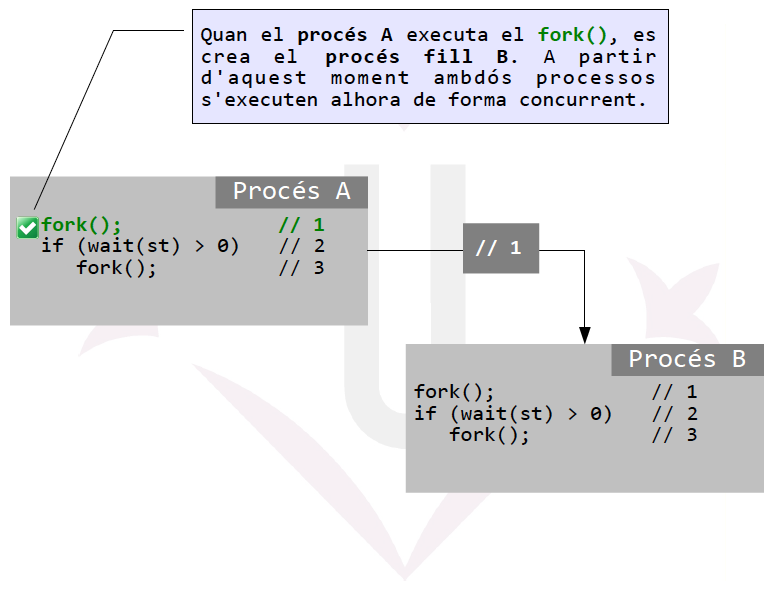 Quan el procés A executa el fork(), es
crea el procés fill B. A partir
d'aquest moment ambdós processos
s'executen alhora de forma concurrent.
Procés A
fork(); // 1
if (wait(st) > 0) // 2
fork(); // 3
// 1
Procés B
fork(); // 1
if (wait(st) > 0) // 2
fork(); // 3